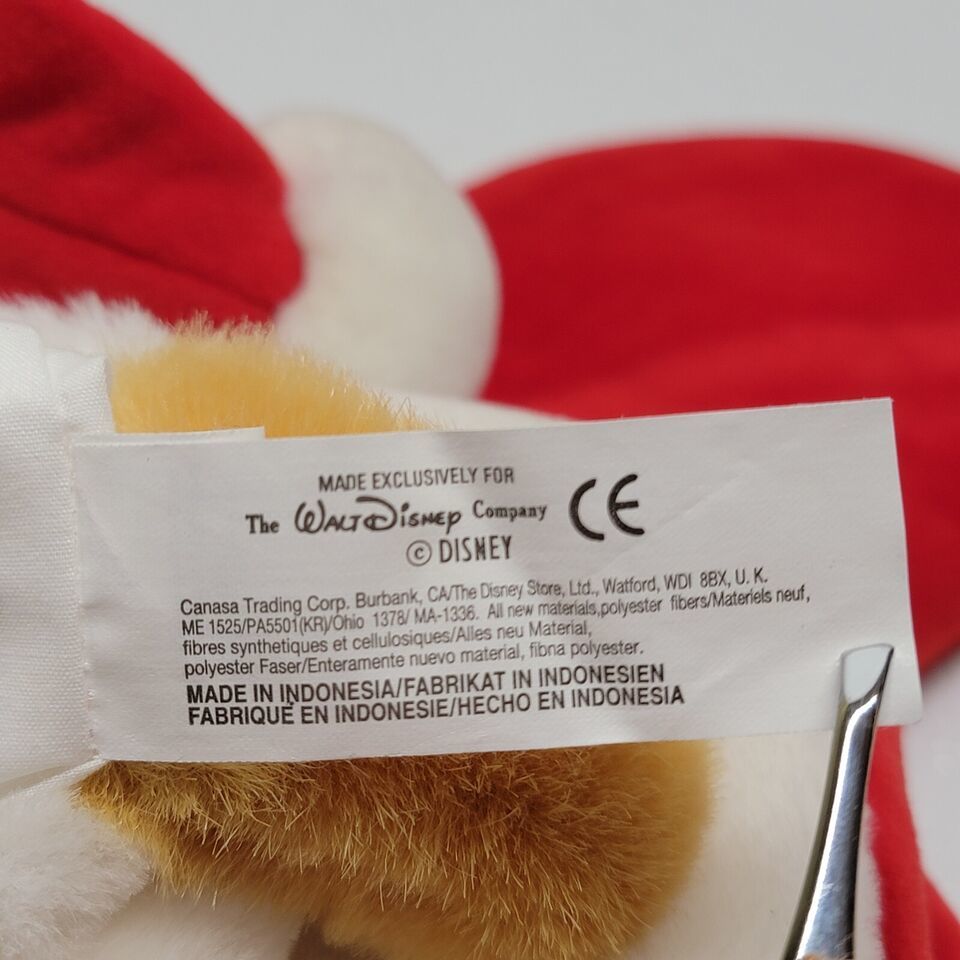 MADE EXCLUSIVELY FOR
The WALT DISNEY Company CE
© DISNEY
Canasa Trading Corp. Burbank, CA/The Disney Store, Ltd., Watford, WDI 8BX, U. K.
ME 1525/PA5501(KR)/Ohio 1378/ MA-1336. All new materials,polyester fibers/Materiels neuf,
fibres synthetiques et cellulosiques/Alles neu Material,
polyester Faser/Enteramente nuevo material, fibna polyester.
MADE IN INDONESIA/FABRIKAT IN INDONESIEN
FABRIQUÉ EN INDONESIE/HECHO EN INDONESIA